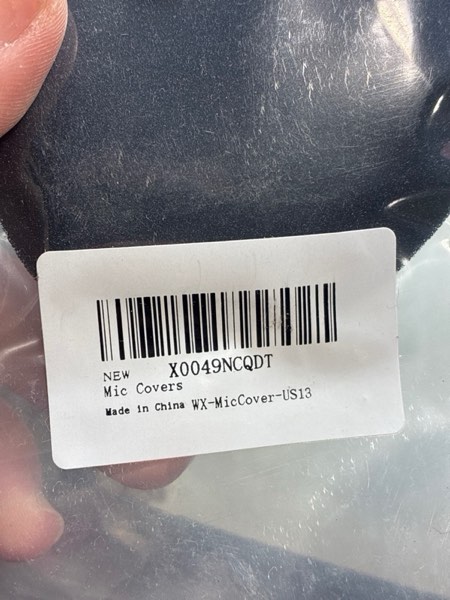 X0049NCQDT
NEW
Mic Covers
Made in China WX-MicCover-US13